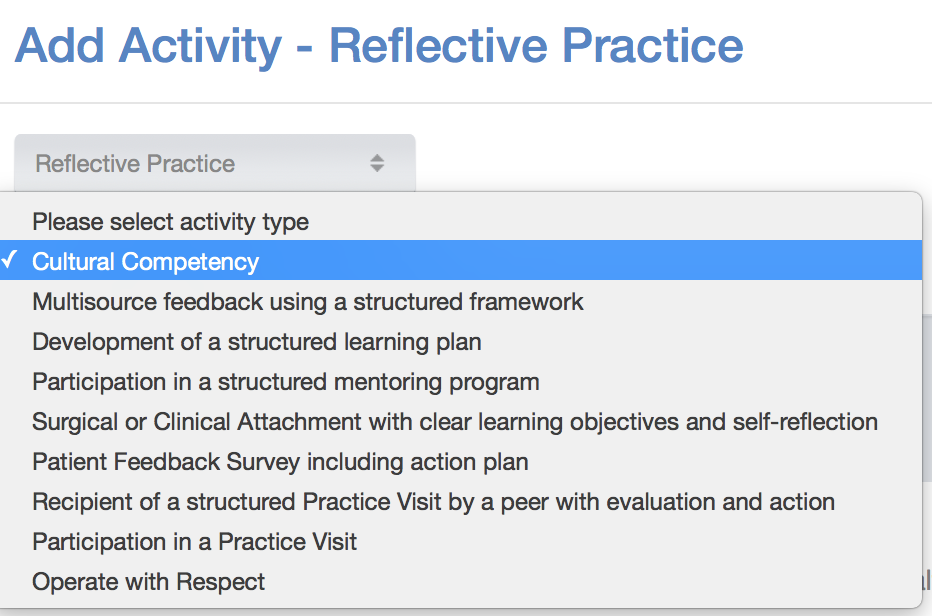 Add Activity - Reflective Practice
Reflective Practice
Please select activity type
✓ Cultural Competency
Multisource feedback using a structured framework
Development of a structured learning plan
Participation in a structured mentoring program
Surgical or Clinical Attachment with clear learning objectives and self-reflection
Patient Feedback Survey including action plan
Recipient of a structured Practice Visit by a peer with evaluation and action
Participation in a Practice Visit
Operate with Respect